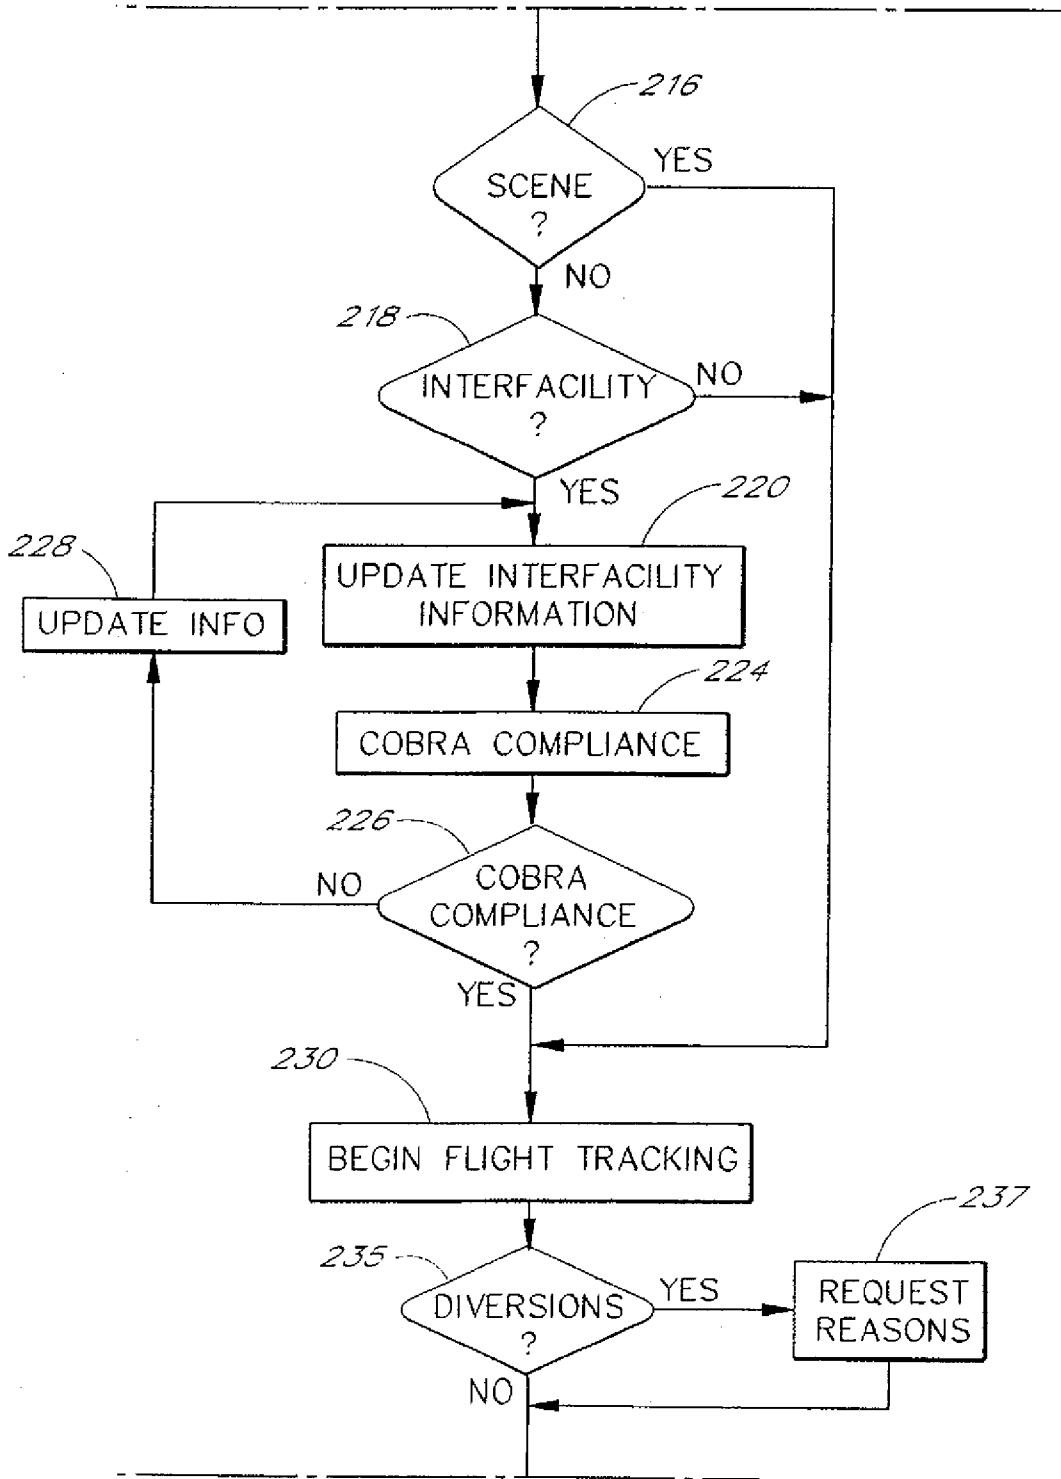 216
SCENE
?
YES
NO
218
INTERFACILITY
?
NO
YES
220
UPDATE INTERFACILITY
INFORMATION
228
UPDATE INFO
224
COBRA COMPLIANCE
226
COBRA
COMPLIANCE
?
NO
YES
230
BEGIN FLIGHT TRACKING
235
DIVERSIONS
?
YES
237
REQUEST
REASONS
NO